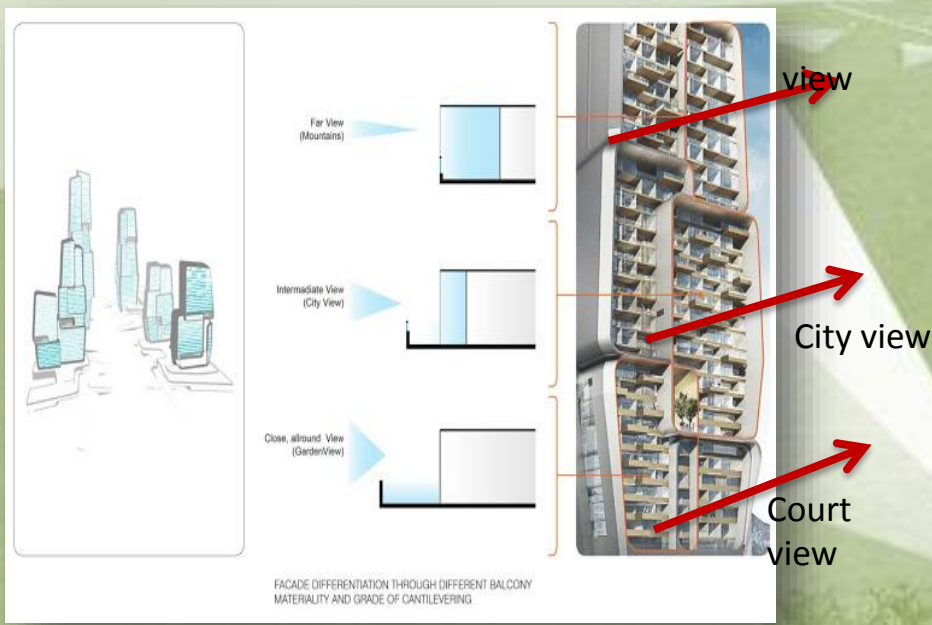 Far View
(Mountains)
Intermadiate View
(City View)
Close, allround View
(GardenView)
FACADE DIFFERENTIATION THROUGH DIFFERENT BALCONY
MATERIALITY AND GRADE OF CANTILEVERING
view
City view
Court
view